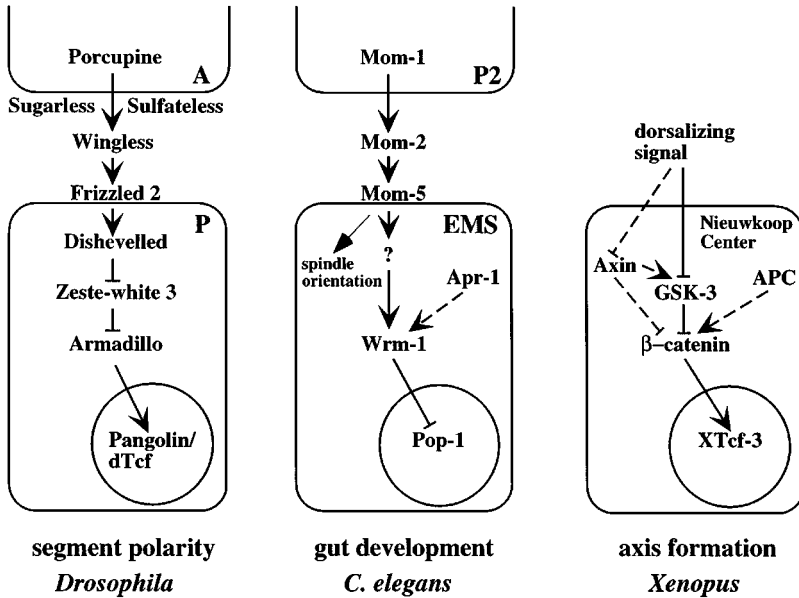 Porcupine
A
Sugarless
Sulfateless
Wingless
Frizzled 2
P
Dishevelled
Zeste-white 3
Armadillo
Pangolin/
dTcf
segment polarity
Drosophila
Mom-1
P2
Mom-2
Mom-5
EMS
?
spindle
orientation
Apr-1
Wrm-1
Pop-1
gut development
C. elegans
dorsalizing
signal
Nieuwkoop
Center
Axin
GSK-3
APC
β–catenin
XTcf-3
axis formation
Xenopus